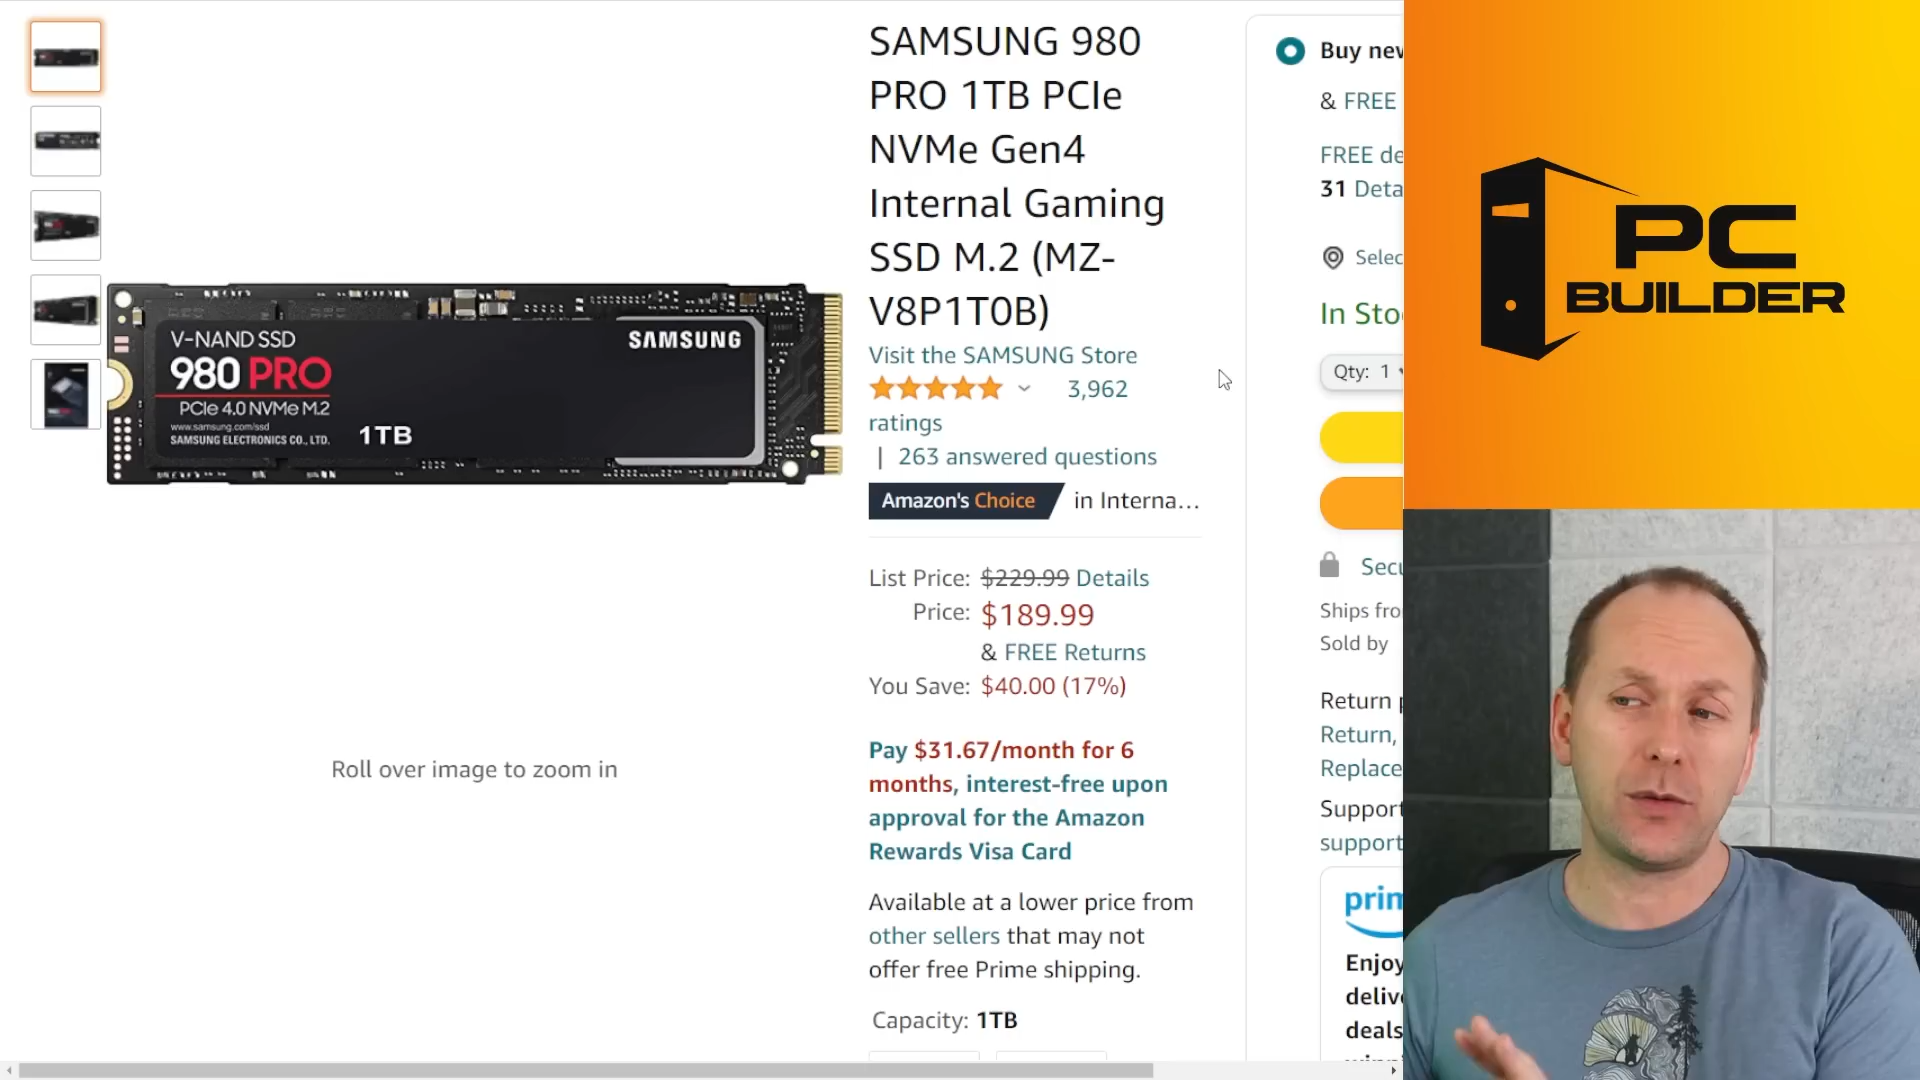 V-NAND SSD
980 PRO
PCIe 4.0 NVMe M.2
www.samsung.com/ssd
SAMSUNG ELECTRONICS CO., LTD.
1TB
SAMSUNG
Roll over image to zoom in
SAMSUNG 980
PRO 1TB PCIe
NVMe Gen4
Internal Gaming
SSD M.2 (MZ-
V8P1T0B)
Visit the SAMSUNG Store
3,962
ratings
| 263 answered questions
Amazon's Choice in Interna...
List Price: $229.99 Details
Price: $189.99
& FREE Returns
You Save: $40.00 (17%)
Pay $31.67/month for 6
months, interest-free upon
approval for the Amazon
Rewards Visa Card
Available at a lower price from
other sellers that may not
offer free Prime shipping.
Capacity: 1TB
Buy new
& FREE
FREE de
31 Deta
Selec
In Sto
Qty: 1
Secu
Ships fro
Sold by
Return p
Return,
Replace
Support
support
prim
Enjoy
delive
deals
PC
BUILDER